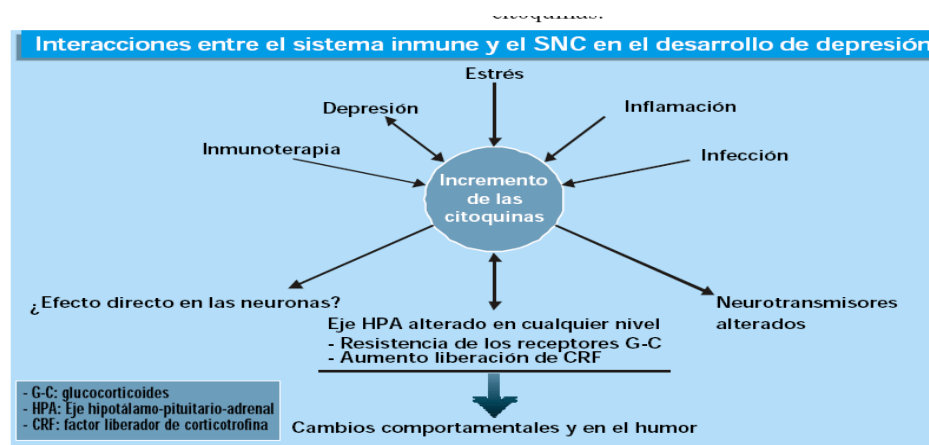 citoquinas.
Interacciones entre el sistema inmune y el SNC en el desarrollo de depresión
Estrés
Depresión
Inflamación
Inmunoterapia
Infección
Incremento
de las
citoquinas
¿Efecto directo en las neuronas?
Neurotransmisores
alterados
Eje HPA alterado en cualquier nivel
- Resistencia de los receptores G-C
- Aumento liberación de CRF
- G-C: glucocorticoides
- HPA: Eje hipotálamo-pituitario-adrenal
- CRF: factor liberador de corticotrofina
Cambios comportamentales y en el humor